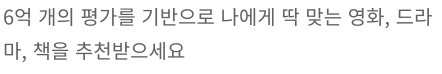 6억 개의 평가를 기반으로 나에게 딱 맞는 영화, 드라
마, 책을 추천받으세요